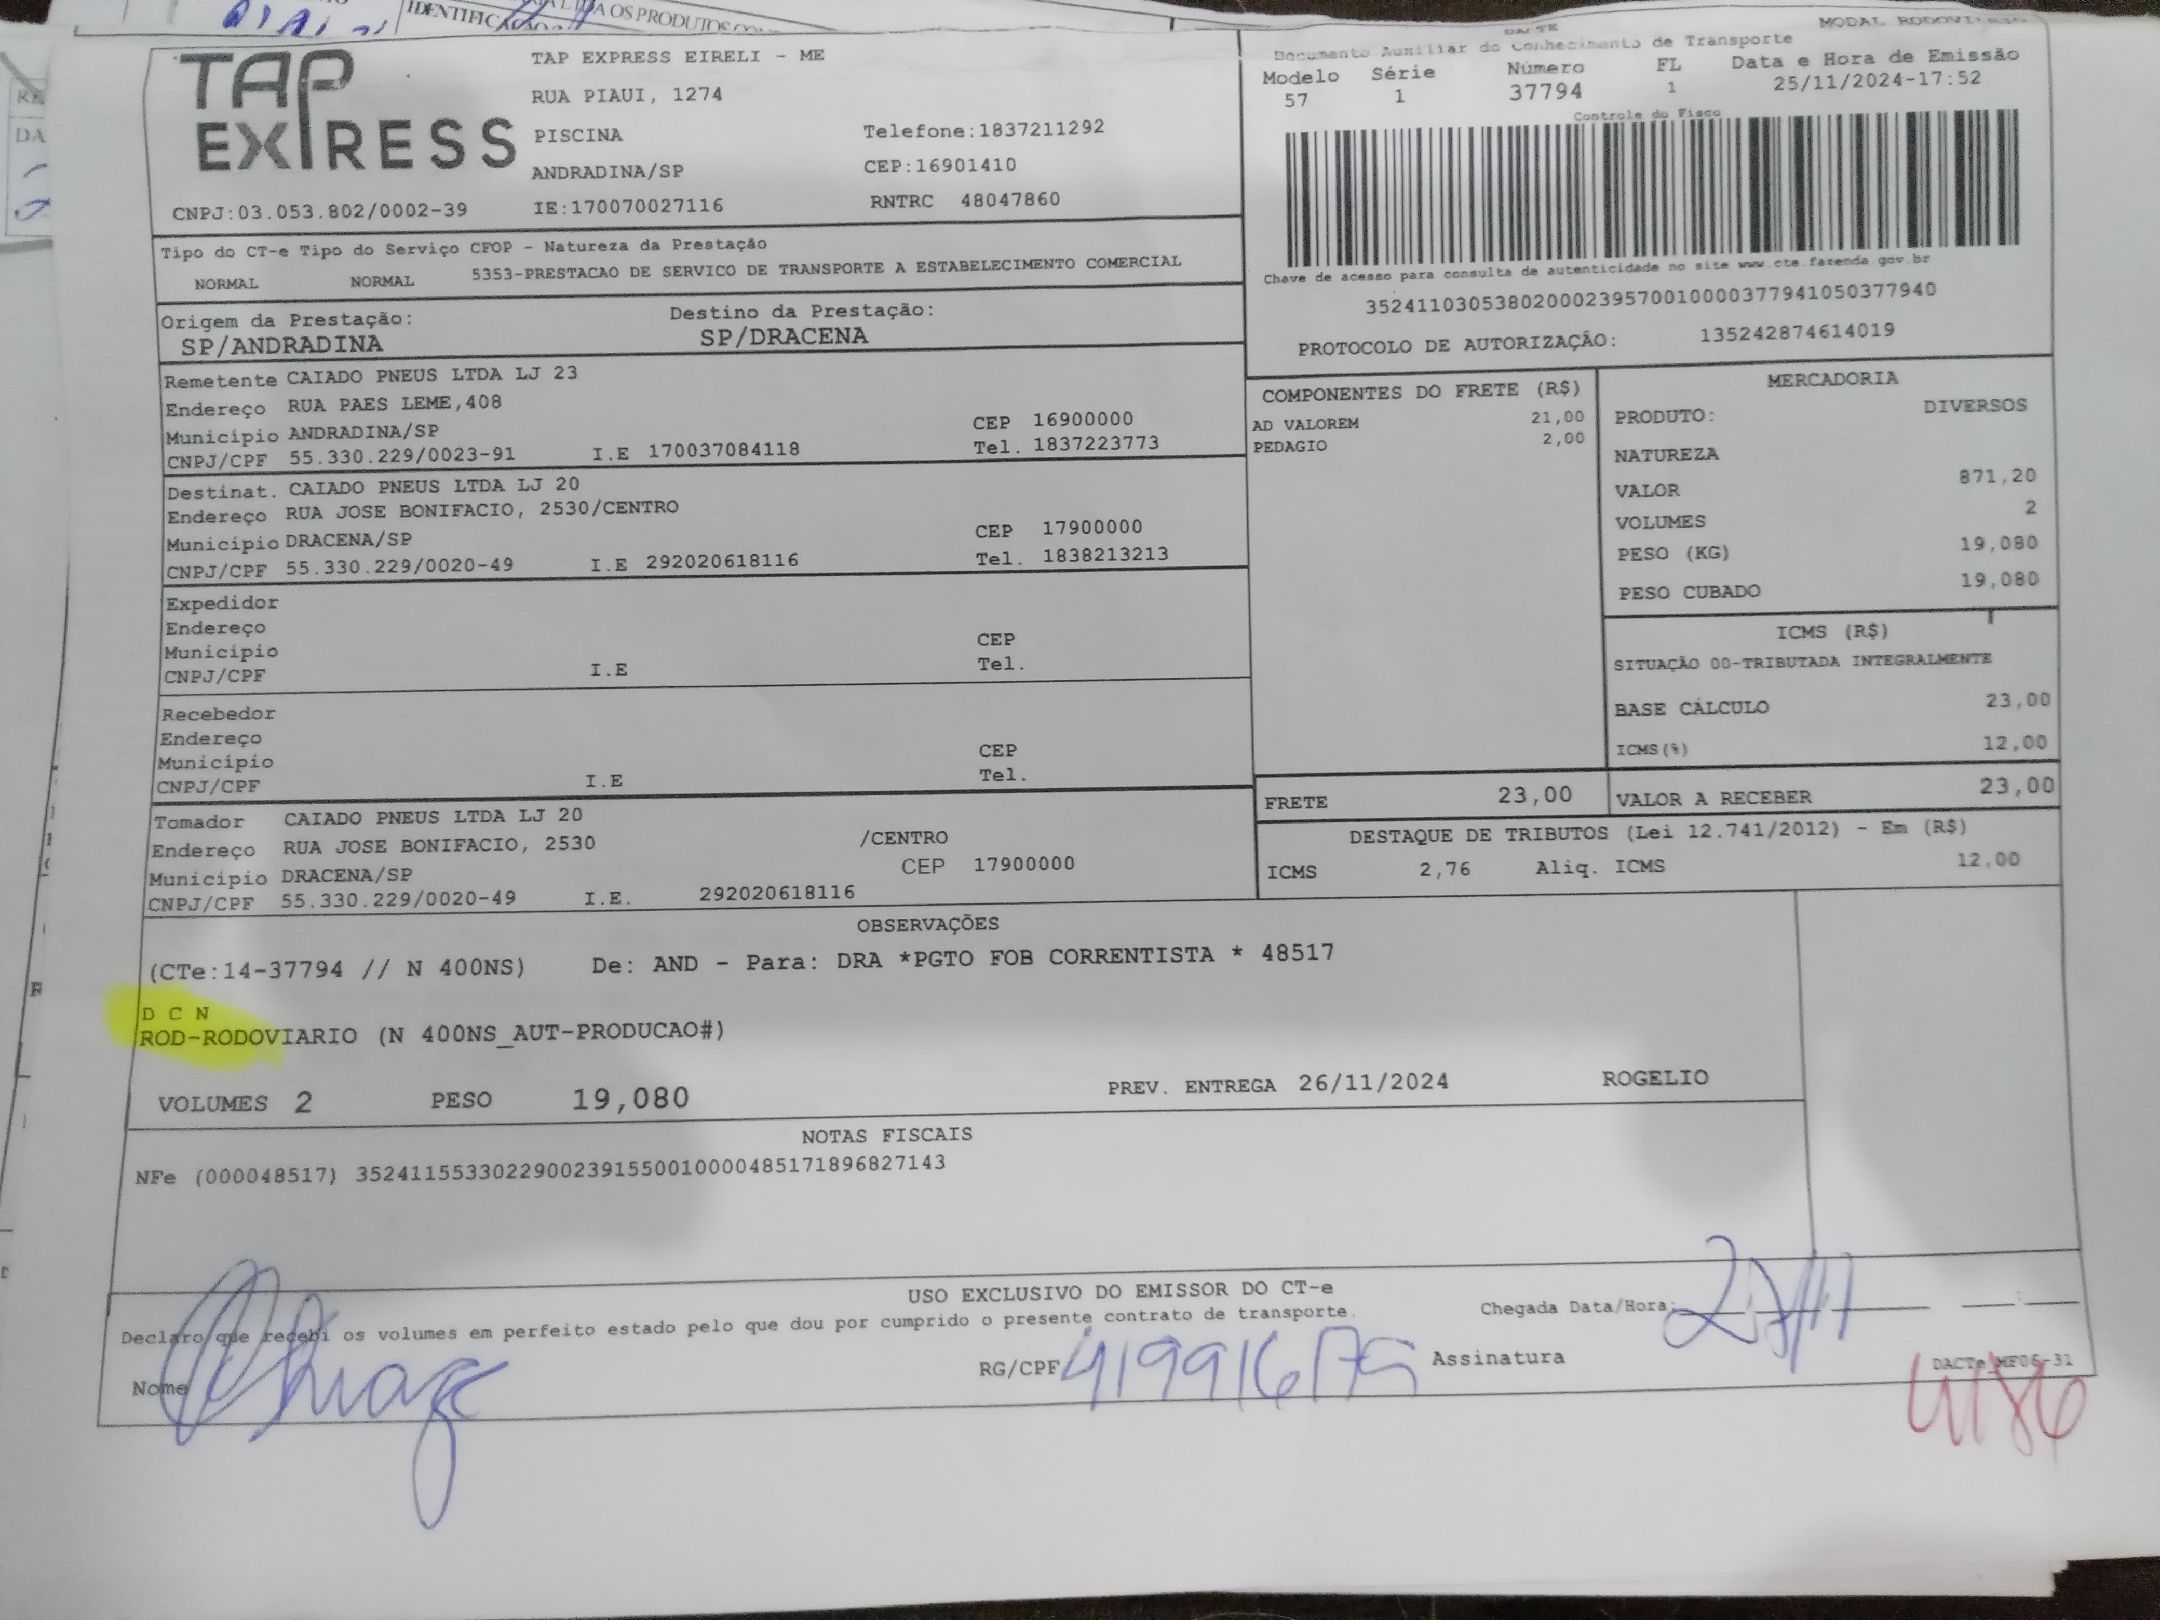 IDENTIFICAÇÃO
OS PRODUTOS
TAP
EXPRESS
CNPJ:03.053.802/0002-39
TAP EXPRESS EIRELI - ME
RUA PIAUI, 1274
PISCINA Telefone:1837211292
ANDRADINA/SP CEP:16901410
IE:170070027116 RNTRC 48047860
DACTE MODAL RODOVIARIO
Documento Auxiliar do Conhecimento de Transporte
Modelo Série Número FL Data e Hora de Emissão
57 1 37794 1 25/11/2024-17:52
Controle do Fisco
Chave de acesso para consulta de autenticidade no site www.cte.fazenda.gov.br
35241103053802000239570010000377941050377940
PROTOCOLO DE AUTORIZAÇÃO: 135242874614019
Tipo do CT-e Tipo do Serviço CFOP - Natureza da Prestação
NORMAL NORMAL 5353-PRESTACAO DE SERVICO DE TRANSPORTE A ESTABELECIMENTO COMERCIAL
Origem da Prestação: Destino da Prestação:
SP/ANDRADINA SP/DRACENA
Remetente CAIADO PNEUS LTDA LJ 23
Endereço RUA PAES LEME,408
Município ANDRADINA/SP CEP 16900000
CNPJ/CPF 55.330.229/0023-91 I.E 170037084118 Tel. 1837223773
Destinat. CAIADO PNEUS LTDA LJ 20
Endereço RUA JOSE BONIFACIO, 2530/CENTRO
Município DRACENA/SP CEP 17900000
CNPJ/CPF 55.330.229/0020-49 I.E 292020618116 Tel. 1838213213
Expedidor
Endereço
Município CEP
CNPJ/CPF I.E Tel.
Recebedor
Endereço
Município CEP
CNPJ/CPF I.E Tel.
Tomador CAIADO PNEUS LTDA LJ 20
Endereço RUA JOSE BONIFACIO, 2530 /CENTRO
Município DRACENA/SP CEP 17900000
CNPJ/CPF 55.330.229/0020-49 I.E. 292020618116
COMPONENTES DO FRETE (R$)
AD VALOREM 21,00
PEDAGIO 2,00
MERCADORIA
PRODUTO: DIVERSOS
NATUREZA
VALOR 871,20
VOLUMES 2
PESO (KG) 19,080
PESO CUBADO 19,080
ICMS (R$)
SITUAÇÃO 00-TRIBUTADA INTEGRALMENTE
BASE CÁLCULO 23,00
ICMS(%) 12,00
FRETE 23,00 VALOR A RECEBER 23,00
DESTAQUE DE TRIBUTOS (Lei 12.741/2012) - Em (R$)
ICMS 2,76 Aliq. ICMS 12,00
OBSERVAÇÕES
(CTe:14-37794 // N 400NS) De: AND - Para: DRA *PGTO FOB CORRENTISTA * 48517
D C N
ROD-RODOVIARIO (N 400NS_AUT-PRODUCAO#)
VOLUMES 2 PESO 19,080 PREV. ENTREGA 26/11/2024 ROGELIO
NOTAS FISCAIS
NFe (000048517) 35241155330229002391550010000485171896827143
USO EXCLUSIVO DO EMISSOR DO CT-e
Declaro que recebi os volumes em perfeito estado pelo que dou por cumprido o presente contrato de transporte.
Chegada Data/Hora: 27/11
Nome RG/CPF Assinatura
DACTe_MF06-31
4186